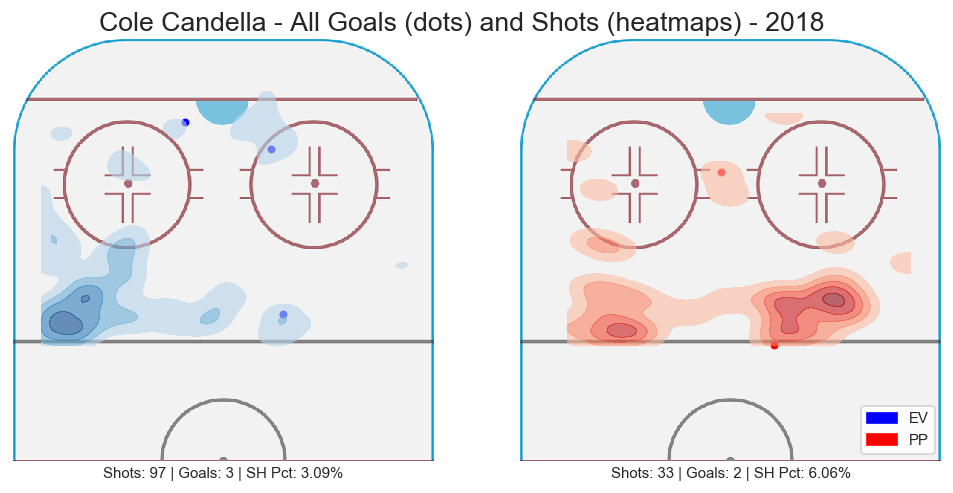 Cole Candella - All Goals (dots) and Shots (heatmaps) - 2018
EV
PP
Shots: 97 | Goals: 3 | SH Pct: 3.09%
Shots: 33 | Goals: 2 | SH Pct: 6.06%